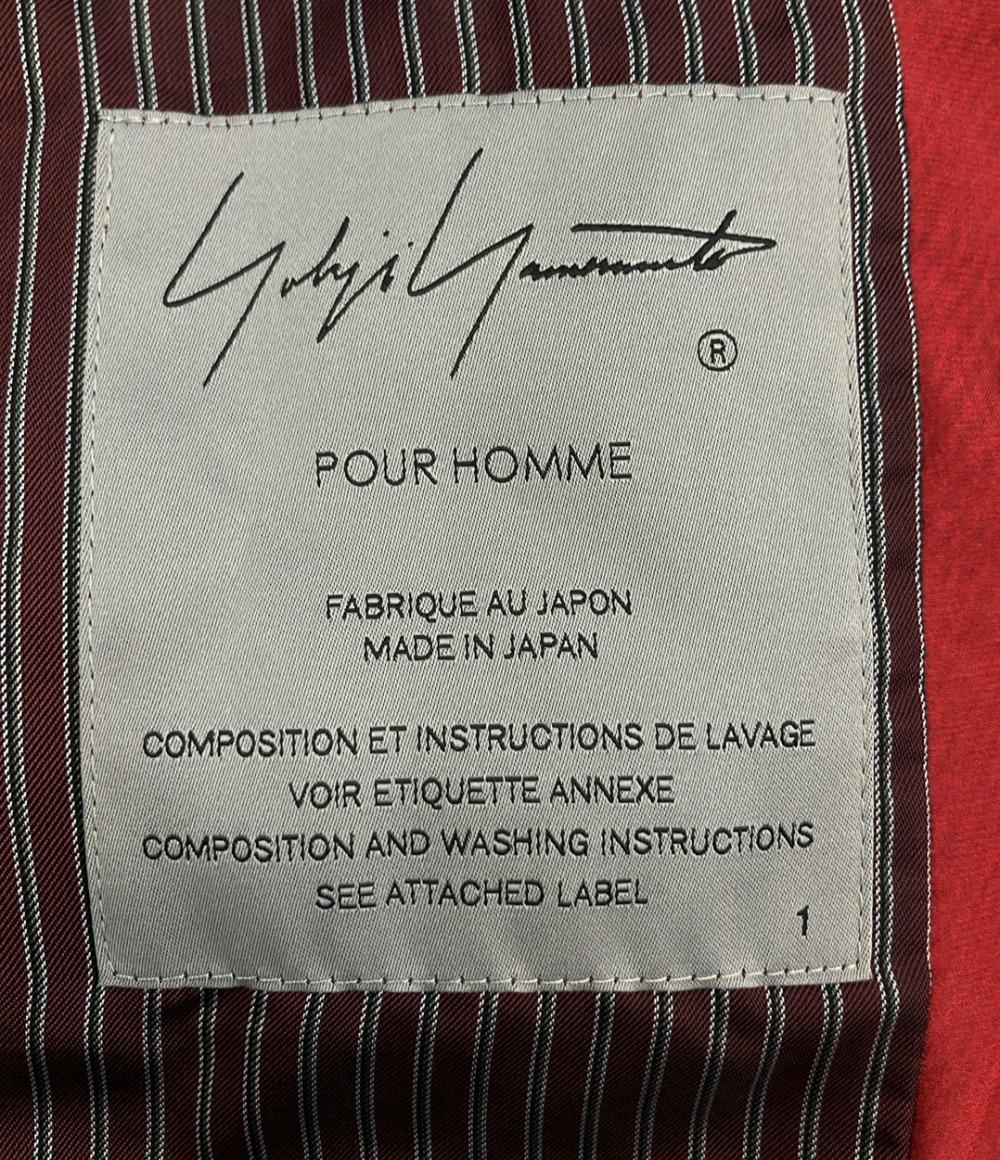 Yohji Yamamoto
®
POUR HOMME
FABRIQUE AU JAPON
MADE IN JAPAN
COMPOSITION ET INSTRUCTIONS DE LAVAGE
VOIR ETIQUETTE ANNEXE
COMPOSITION AND WASHING INSTRUCTIONS
SEE ATTACHED LABEL
1